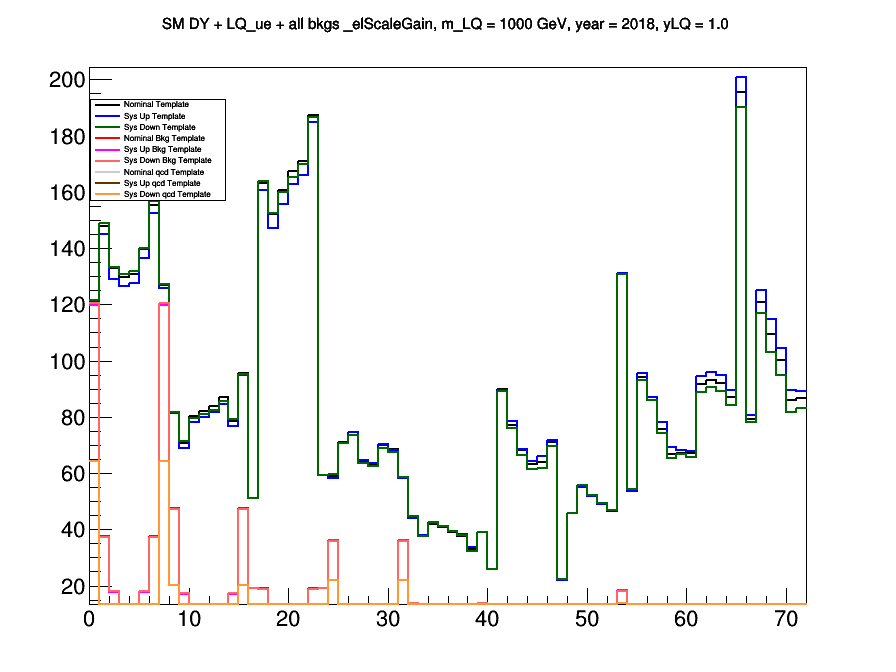 SM DY + LQ_ue + all bkgs _elScaleGain, m_LQ = 1000 GeV, year = 2018, yLQ = 1.0
200
Nominal Template
Sys Up Template
Sys Down Template
Nominal Bkg Template
Sys Up Bkg Template
Sys Down Bkg Template
Nominal qcd Template
Sys Up qcd Template
Sys Down qcd Template
180
160
140
120
100
80
60
40
20
0 10 20 30 40 50 60 70